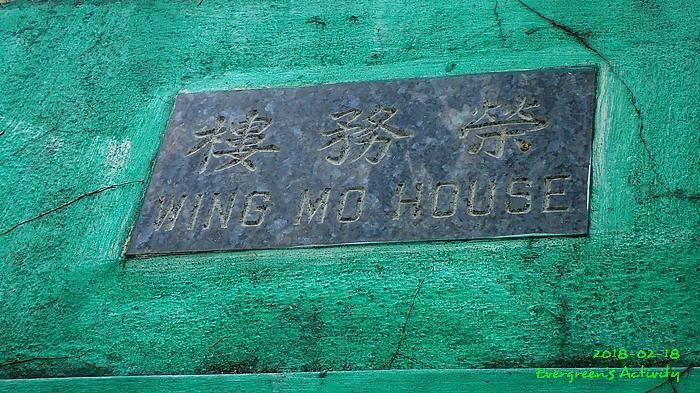 榮務樓
WING MO HOUSE
2018-02-18
Evergreen's Activity